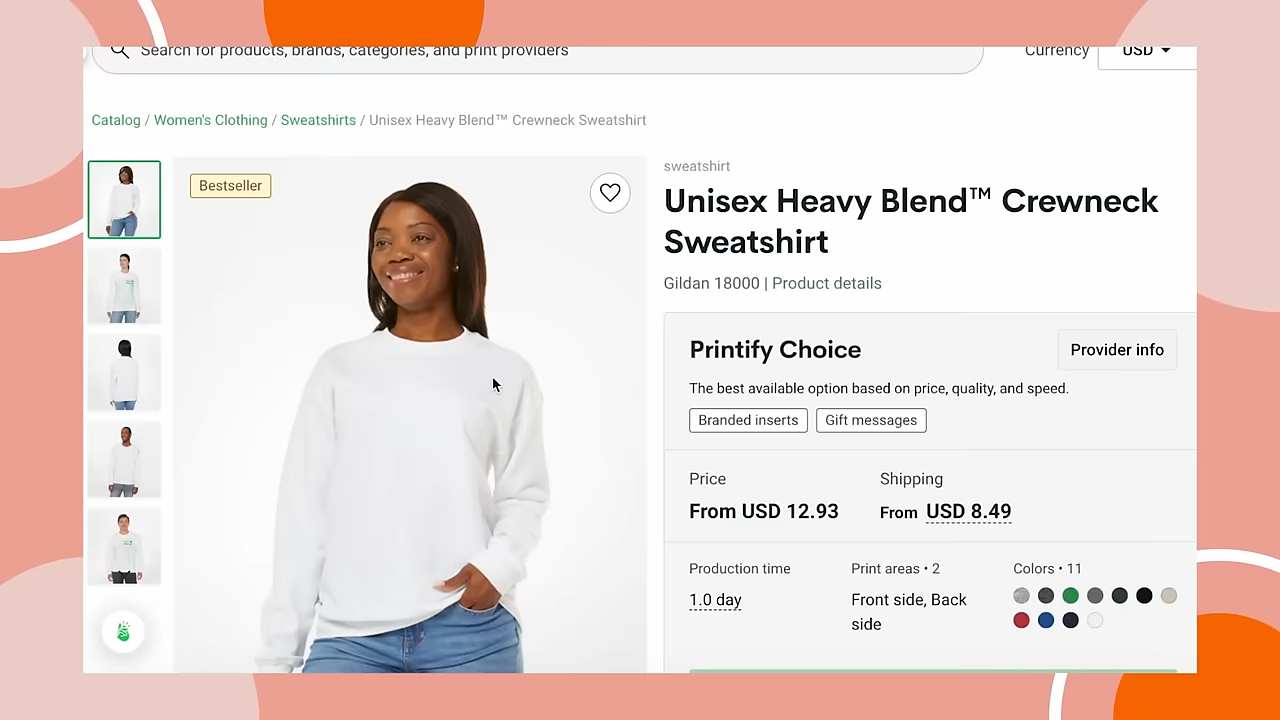 Search for products, brands, categories, and print providers
Currency
USD
Catalog / Women's Clothing / Sweatshirts / Unisex Heavy Blend™ Crewneck Sweatshirt
Bestseller
sweatshirt
Unisex Heavy Blend™ Crewneck
Sweatshirt
Gildan 18000 | Product details
Printify Choice
Provider info
The best available option based on price, quality, and speed.
Branded inserts
Gift messages
Price
Shipping
From USD 12.93
From USD 8.49
Production time
Print areas • 2
Colors • 11
1.0 day
Front side, Back
side